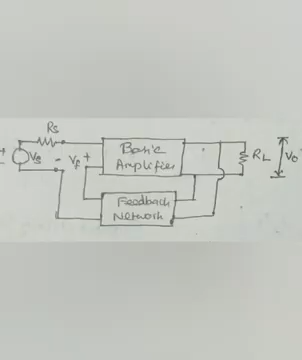 Rs
+
Vs
- Vf +
Basic
Amplifier
RL
Vo
Feedback
Network